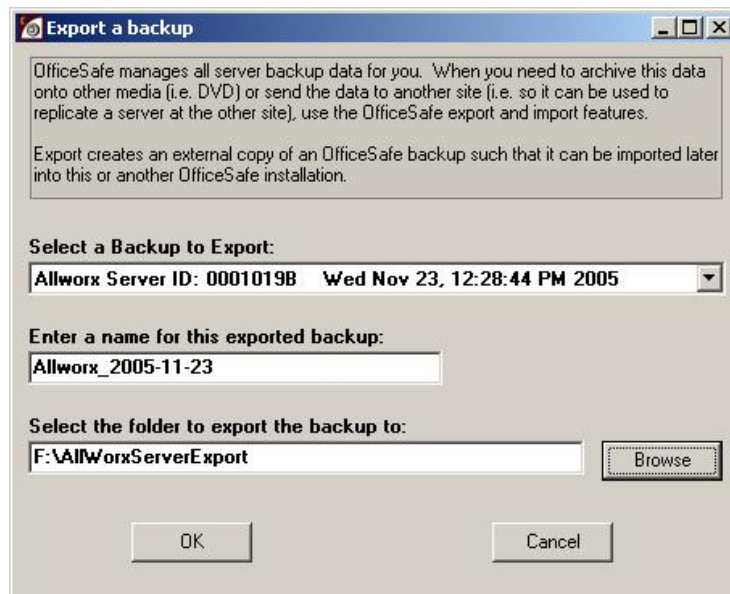 Export a backup
OfficeSafe manages all server backup data for you. When you need to archive this data
onto other media (i.e. DVD) or send the data to another site (i.e. so it can be used to
replicate a server at the other site), use the OfficeSafe export and import features.
Export creates an external copy of an OfficeSafe backup such that it can be imported later
into this or another OfficeSafe installation.
Select a Backup to Export:
Allworx Server ID: 0001019B Wed Nov 23, 12:28:44 PM 2005
Enter a name for this exported backup:
Allworx_2005-11-23
Select the folder to export the backup to:
F:\AllWorxServerExport
Browse
OK Cancel